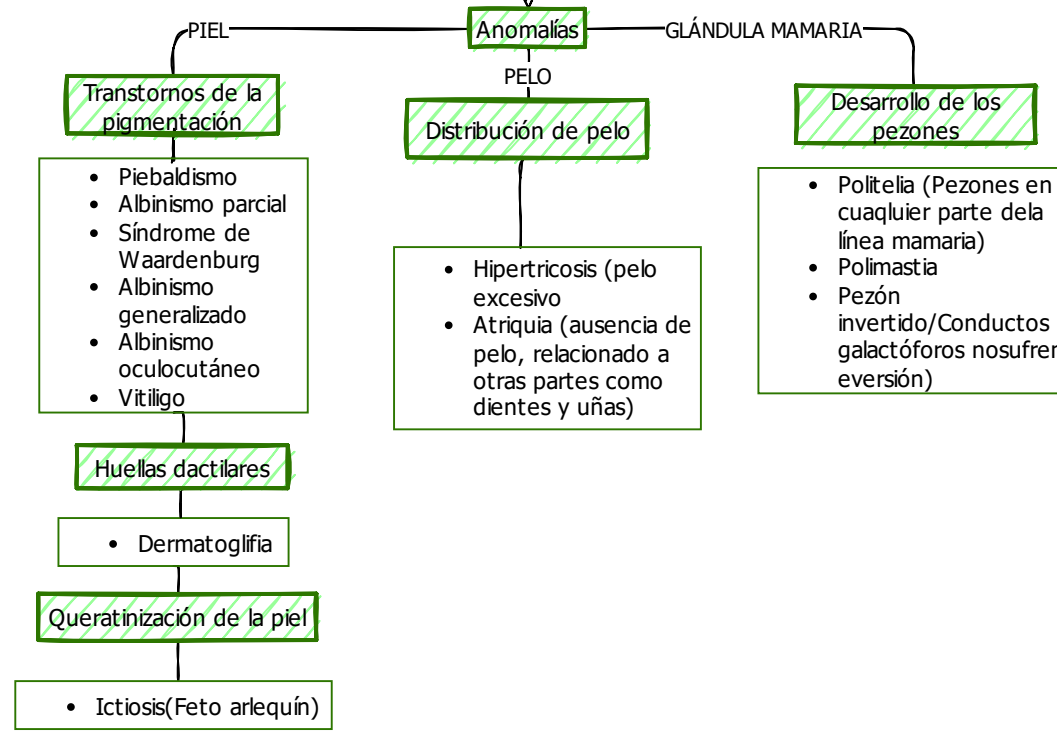 Anomalías
PIEL
Transtornos de la
pigmentación
• Piebaldismo
• Albinismo parcial
• Síndrome de
Waardenburg
• Albinismo
generalizado
• Albinismo
oculocutáneo
• Vitiligo
Huellas dactilares
• Dermatoglifia
Queratinización de la piel
• Ictiosis(Feto arlequín)
PELO
Distribución de pelo
• Hipertricosis (pelo
excesivo
• Atriquia (ausencia de
pelo, relacionado a
otras partes como
dientes y uñas)
GLÁNDULA MAMARIA
Desarrollo de los
pezones
• Politelia (Pezones en
cuaqluier parte dela
línea mamaria)
• Polimastia
• Pezón
invertido/Conductos
galactóforos nosufren
eversión)